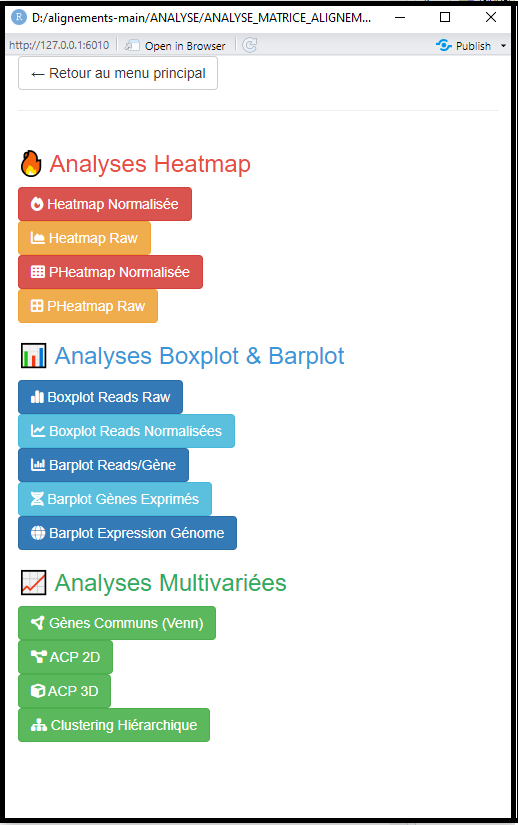 D:/alignements-main/ANALYSE/ANALYSE_MATRICE_ALIGNEM...
http://127.0.0.1:6010 Open in Browser Publish
← Retour au menu principal
Analyses Heatmap
Heatmap Normalisée
Heatmap Raw
PHeatmap Normalisée
PHeatmap Raw
Analyses Boxplot & Barplot
Boxplot Reads Raw
Boxplot Reads Normalisées
Barplot Reads/Gène
Barplot Gènes Exprimés
Barplot Expression Génome
Analyses Multivariées
Gènes Communs (Venn)
ACP 2D
ACP 3D
Clustering Hiérarchique